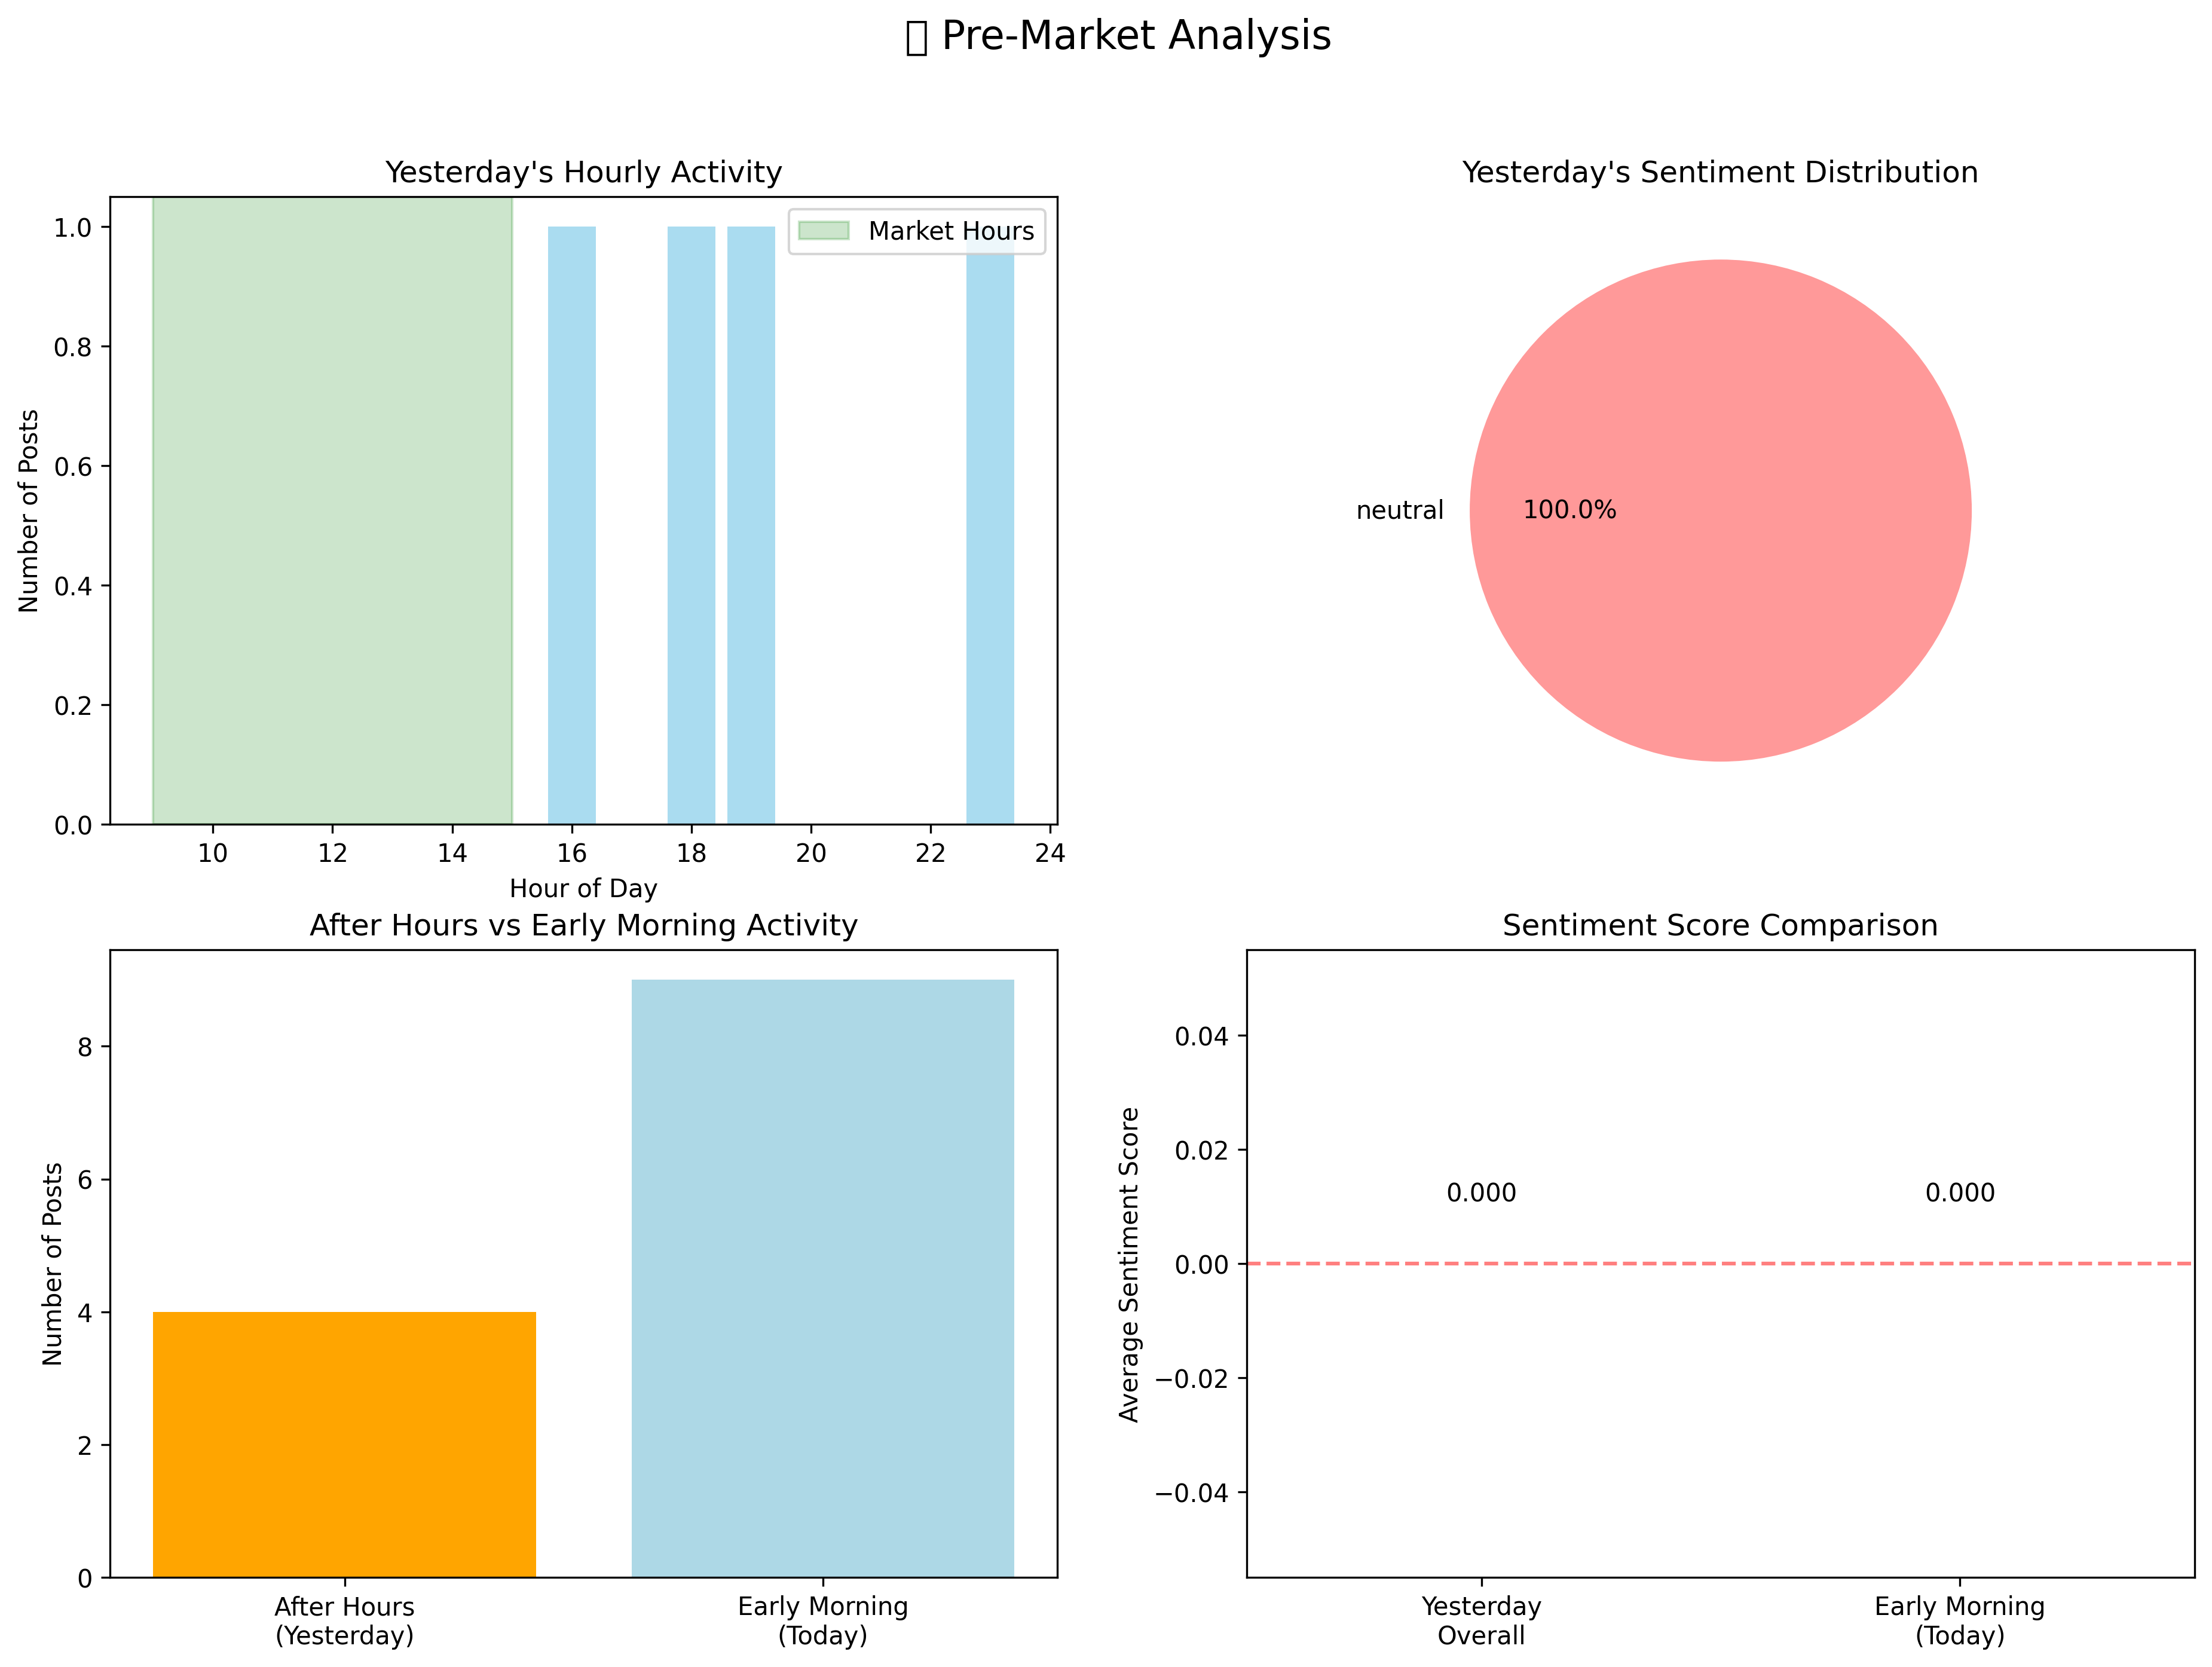 ▯ Pre-Market Analysis
Yesterday's Hourly Activity
Market Hours
Number of Posts
1.0
0.8
0.6
0.4
0.2
0.0
10 12 14 16 18 20 22 24
Hour of Day
Yesterday's Sentiment Distribution
neutral
100.0%
After Hours vs Early Morning Activity
Number of Posts
8
6
4
2
0
After Hours
(Yesterday)
Early Morning
(Today)
Sentiment Score Comparison
Average Sentiment Score
0.04
0.02
0.00
−0.02
−0.04
0.000
0.000
Yesterday
Overall
Early Morning
(Today)